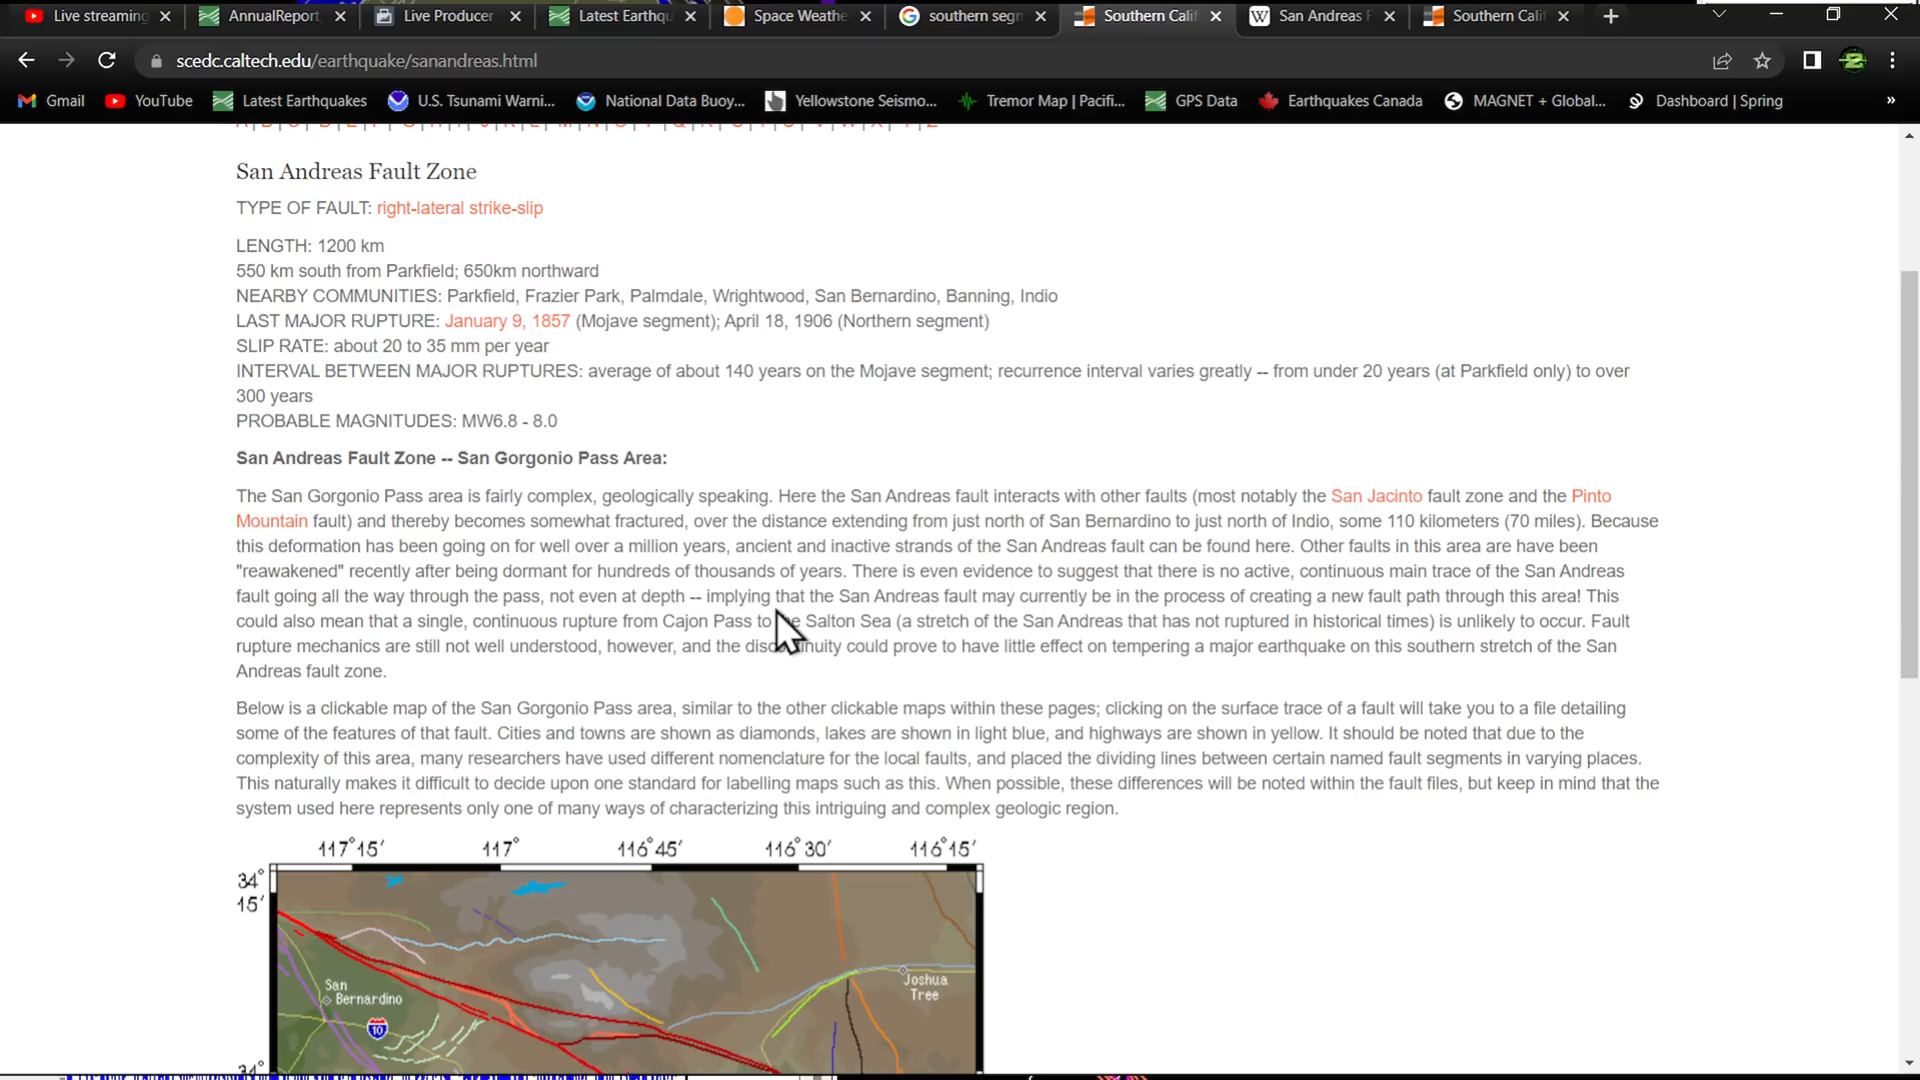 Live streaming
AnnualReport
Live Producer
Latest Earthqu
Space Weathe
southern segm
Southern Calif
San Andreas F
Southern Calif
scedc.caltech.edu/earthquake/sanandreas.html
Gmail
YouTube
Latest Earthquakes
U.S. Tsunami Warni...
National Data Buoy...
Yellowstone Seismo...
Tremor Map | Pacifi...
GPS Data
Earthquakes Canada
MAGNET + Global...
Dashboard | Spring
»
San Andreas Fault Zone
TYPE OF FAULT: right-lateral strike-slip
LENGTH: 1200 km
550 km south from Parkfield; 650km northward
NEARBY COMMUNITIES: Parkfield, Frazier Park, Palmdale, Wrightwood, San Bernardino, Banning, Indio
LAST MAJOR RUPTURE: January 9, 1857 (Mojave segment); April 18, 1906 (Northern segment)
SLIP RATE: about 20 to 35 mm per year
INTERVAL BETWEEN MAJOR RUPTURES: average of about 140 years on the Mojave segment; recurrence interval varies greatly -- from under 20 years (at Parkfield only) to over
300 years
PROBABLE MAGNITUDES: MW6.8 - 8.0
San Andreas Fault Zone -- San Gorgonio Pass Area:
The San Gorgonio Pass area is fairly complex, geologically speaking. Here the San Andreas fault interacts with other faults (most notably the San Jacinto fault zone and the Pinto
Mountain fault) and thereby becomes somewhat fractured, over the distance extending from just north of San Bernardino to just north of Indio, some 110 kilometers (70 miles). Because
this deformation has been going on for well over a million years, ancient and inactive strands of the San Andreas fault can be found here. Other faults in this area are have been
"reawakened" recently after being dormant for hundreds of thousands of years. There is even evidence to suggest that there is no active, continuous main trace of the San Andreas
fault going all the way through the pass, not even at depth -- implying that the San Andreas fault may currently be in the process of creating a new fault path through this area! This
could also mean that a single, continuous rupture from Cajon Pass to the Salton Sea (a stretch of the San Andreas that has not ruptured in historical times) is unlikely to occur. Fault
rupture mechanics are still not well understood, however, and the discontinuity could prove to have little effect on tempering a major earthquake on this southern stretch of the San
Andreas fault zone.
Below is a clickable map of the San Gorgonio Pass area, similar to the other clickable maps within these pages; clicking on the surface trace of a fault will take you to a file detailing
some of the features of that fault. Cities and towns are shown as diamonds, lakes are shown in light blue, and highways are shown in yellow. It should be noted that due to the
complexity of this area, many researchers have used different nomenclature for the local faults, and placed the dividing lines between certain named fault segments in varying places.
This naturally makes it difficult to decide upon one standard for labelling maps such as this. When possible, these differences will be noted within the fault files, but keep in mind that the
system used here represents only one of many ways of characterizing this intriguing and complex geologic region.
117°15' 117° 116°45' 116°30' 116°15'
34°
15'
San
Bernardino
10
Joshua
Tree
34°